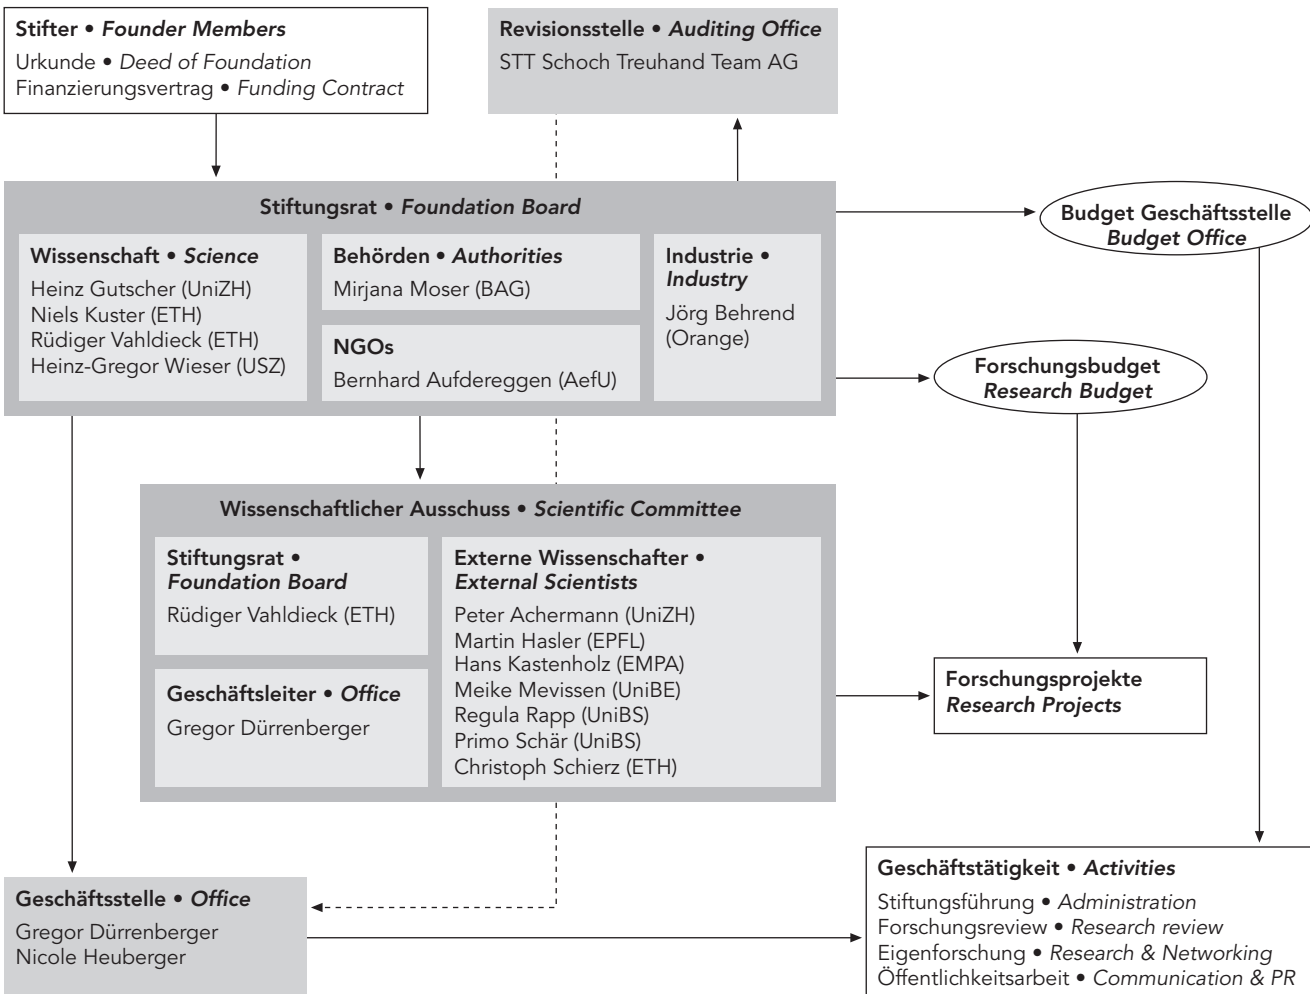 Stifter • Founder Members
Urkunde • Deed of Foundation
Finanzierungsvertrag • Funding Contract
Revisionsstelle • Auditing Office
STT Schoch Treuhand Team AG
Stiftungsrat • Foundation Board
Wissenschaft • Science
Heinz Gutscher (UniZH)
Niels Kuster (ETH)
Rüdiger Vahldieck (ETH)
Heinz-Gregor Wieser (USZ)
Behörden • Authorities
Mirjana Moser (BAG)
NGOs
Bernhard Aufdereggen (AefU)
Industrie •
Industry
Jörg Behrend
(Orange)
Budget Geschäftsstelle
Budget Office
Forschungsbudget
Research Budget
Wissenschaftlicher Ausschuss • Scientific Committee
Stiftungsrat •
Foundation Board
Rüdiger Vahldieck (ETH)
Geschäftsleiter • Office
Gregor Dürrenberger
Externe Wissenschafter •
External Scientists
Peter Achermann (UniZH)
Martin Hasler (EPFL)
Hans Kastenholz (EMPA)
Meike Mevissen (UniBE)
Regula Rapp (UniBS)
Primo Schär (UniBS)
Christoph Schierz (ETH)
Forschungsprojekte
Research Projects
Geschäftsstelle • Office
Gregor Dürrenberger
Nicole Heuberger
Geschäftstätigkeit • Activities
Stiftungsführung • Administration
Forschungsreview • Research review
Eigenforschung • Research & Networking
Öffentlichkeitsarbeit • Communication & PR